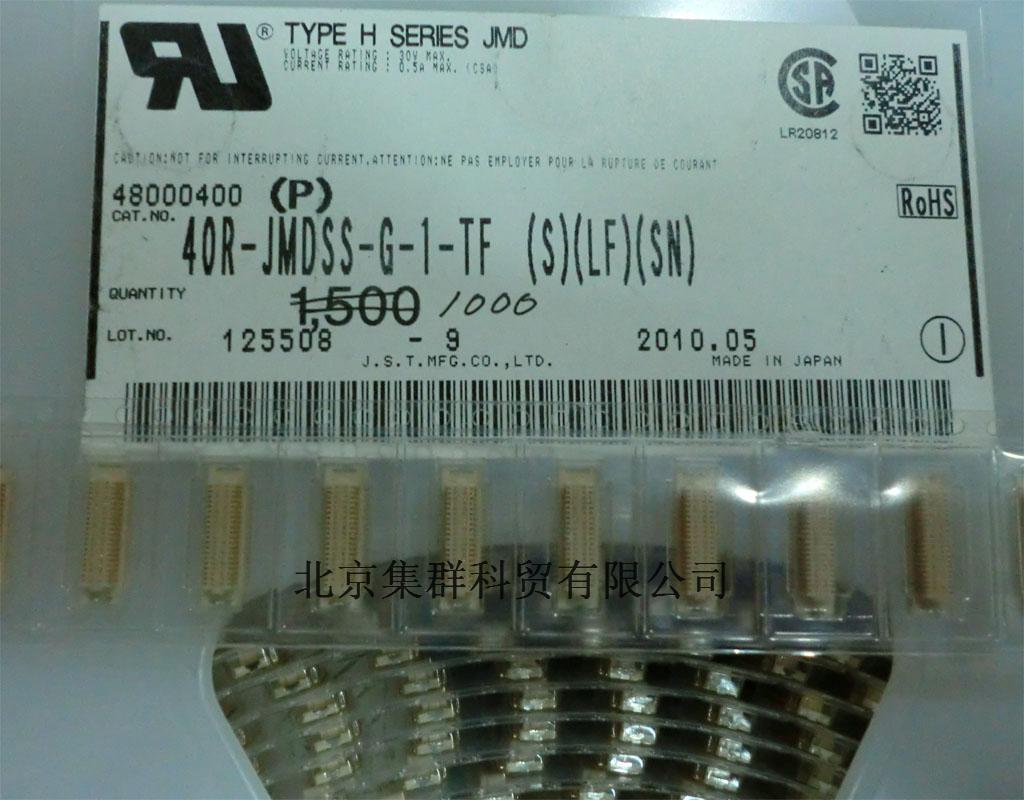 ® TYPE H SERIES JMD
VOLTAGE RATING : 30V MAX.
CURRENT RATING : 0.5A MAX. (CSA)
LR20812
CAUTION:NOT FOR INTERRUPTING CURRENT.ATTENTION:NE PAS EMPLOYER POUR LA RUPTURE DE COURANT
48000400 (P)
RoHS
CAT.NO.
40R-JMDSS-G-1-TF (S)(LF)(SN)
QUANTITY
1,500 1000
LOT.NO. 125508 - 9 2010.05 1
J.S.T.MFG.CO.,LTD. MADE IN JAPAN
北京集群科贸有限公司